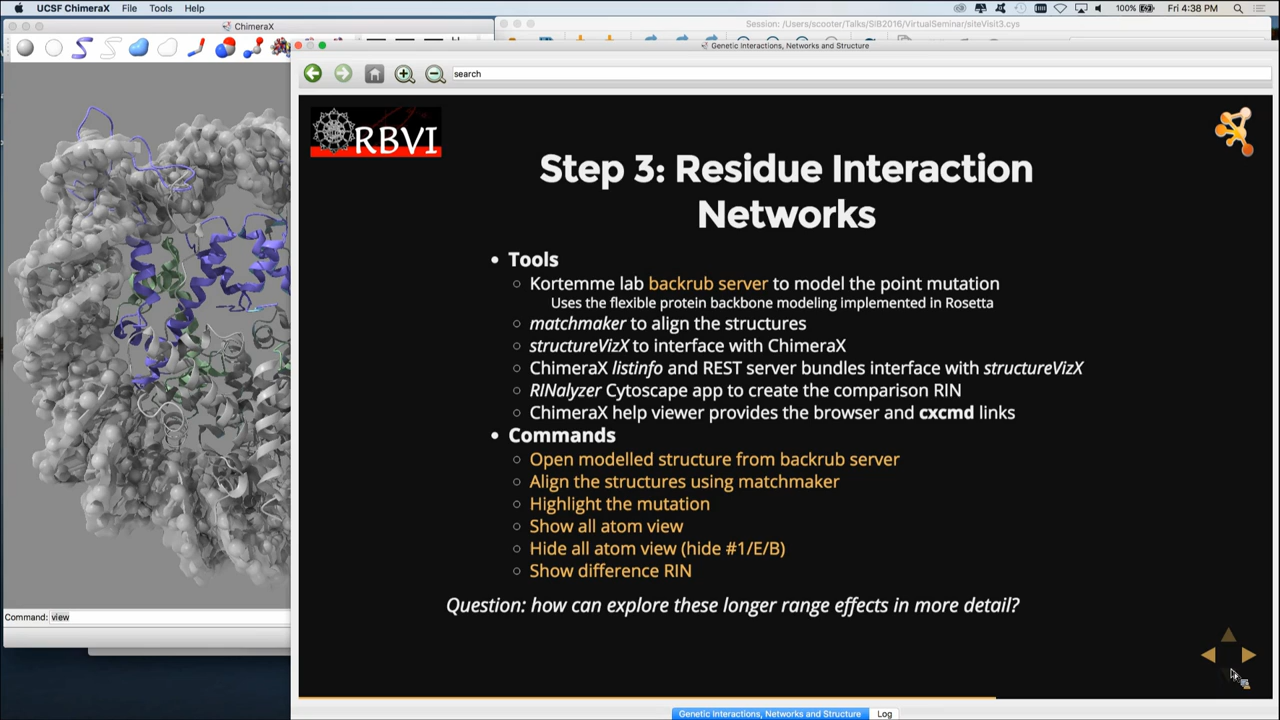 UCSF ChimeraX File Tools Help
100%
Fri 4:38 PM
ChimeraX
Session: /Users/scooter/Talks/SiB2016/VirtualSeminar/siteVisit3.cys
Genetic Interactions, Networks and Structure
search
RBVI
Step 3: Residue Interaction
Networks
• Tools
○ Kortemme lab backrub server to model the point mutation
Uses the flexible protein backbone modeling implemented in Rosetta
○ matchmaker to align the structures
○ structureVizX to interface with ChimeraX
○ ChimeraX listinfo and REST server bundles interface with structureVizX
○ RINalyzer Cytoscape app to create the comparison RIN
○ ChimeraX help viewer provides the browser and cxcmd links
• Commands
○ Open modelled structure from backrub server
○ Align the structures using matchmaker
○ Highlight the mutation
○ Show all atom view
○ Hide all atom view (hide #1/E/B)
○ Show difference RIN
Question: how can explore these longer range effects in more detail?
Command: view
Genetic Interactions, Networks and Structure Log